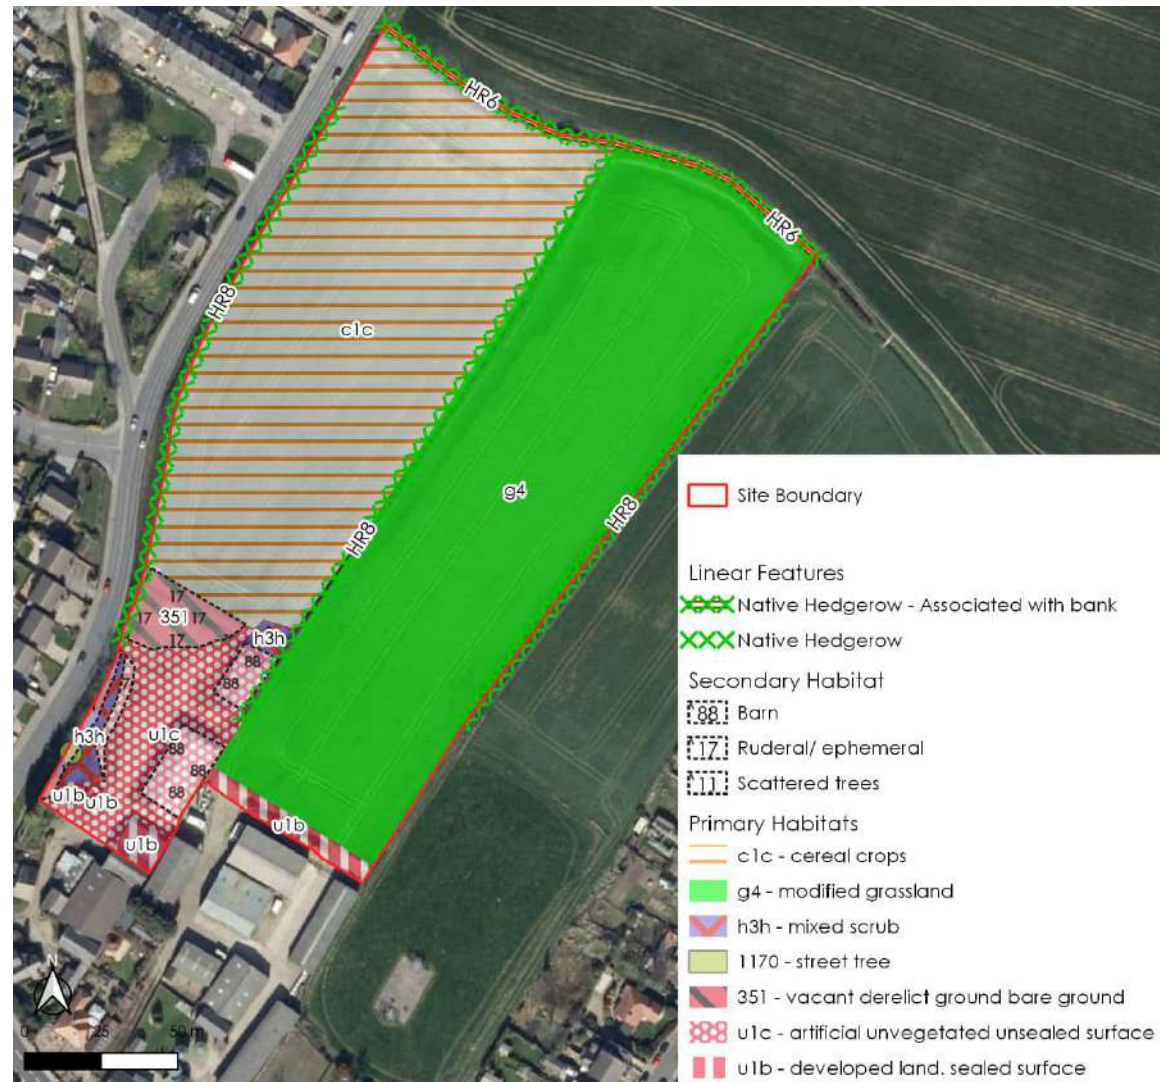 HR6
HR6
HR8
c1c
g4
HR8
HR8
17
351
17
17
17
h3h
88
88
h3h
u1c
88
88
88
u1b
u1b
u1b
u1b
N
0
25
50 m
Site Boundary
Linear Features
Native Hedgerow - Associated with bank
Native Hedgerow
Secondary Habitat
88 Barn
17 Ruderal/ ephemeral
11 Scattered trees
Primary Habitats
c1c - cereal crops
g4 - modified grassland
h3h - mixed scrub
1170 - street tree
351 - vacant derelict ground bare ground
u1c - artificial unvegetated unsealed surface
u1b - developed land, sealed surface